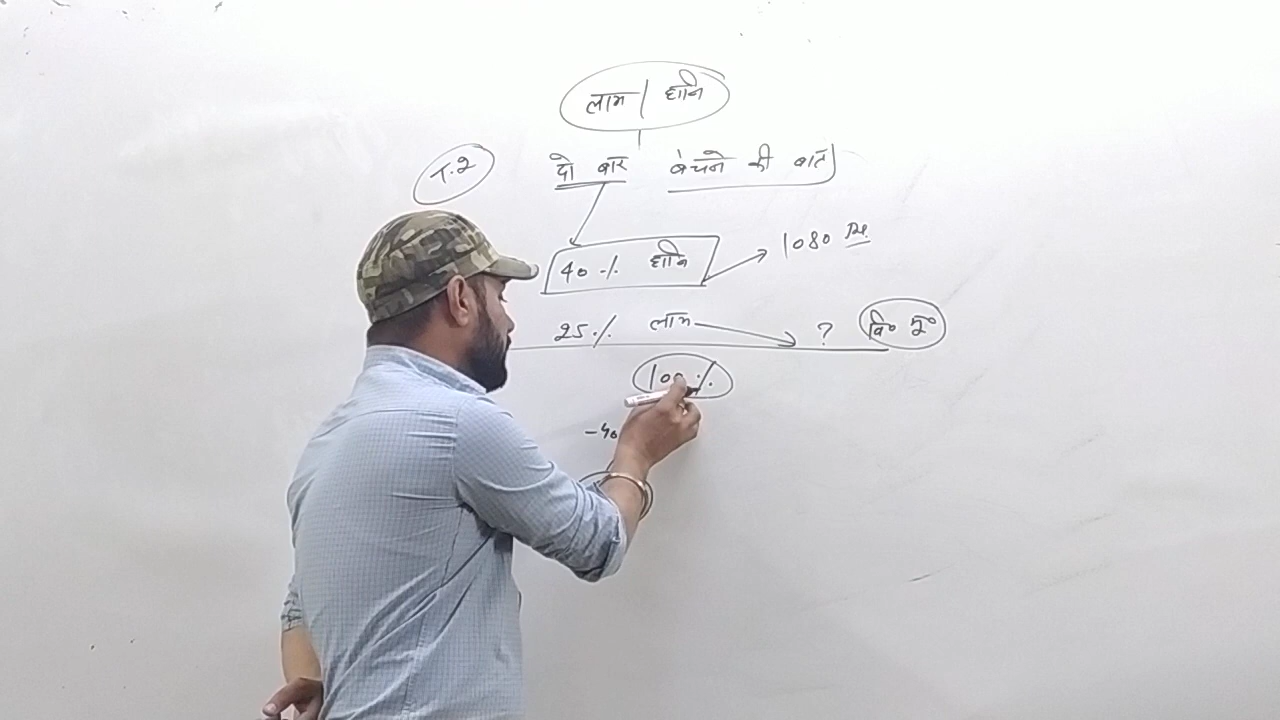 लाभ | हानि
T.2 दो बार बेचने की बात
40 % हानि 1080 रू.
25 % लाभ ? वि० मू०
100 %
-40